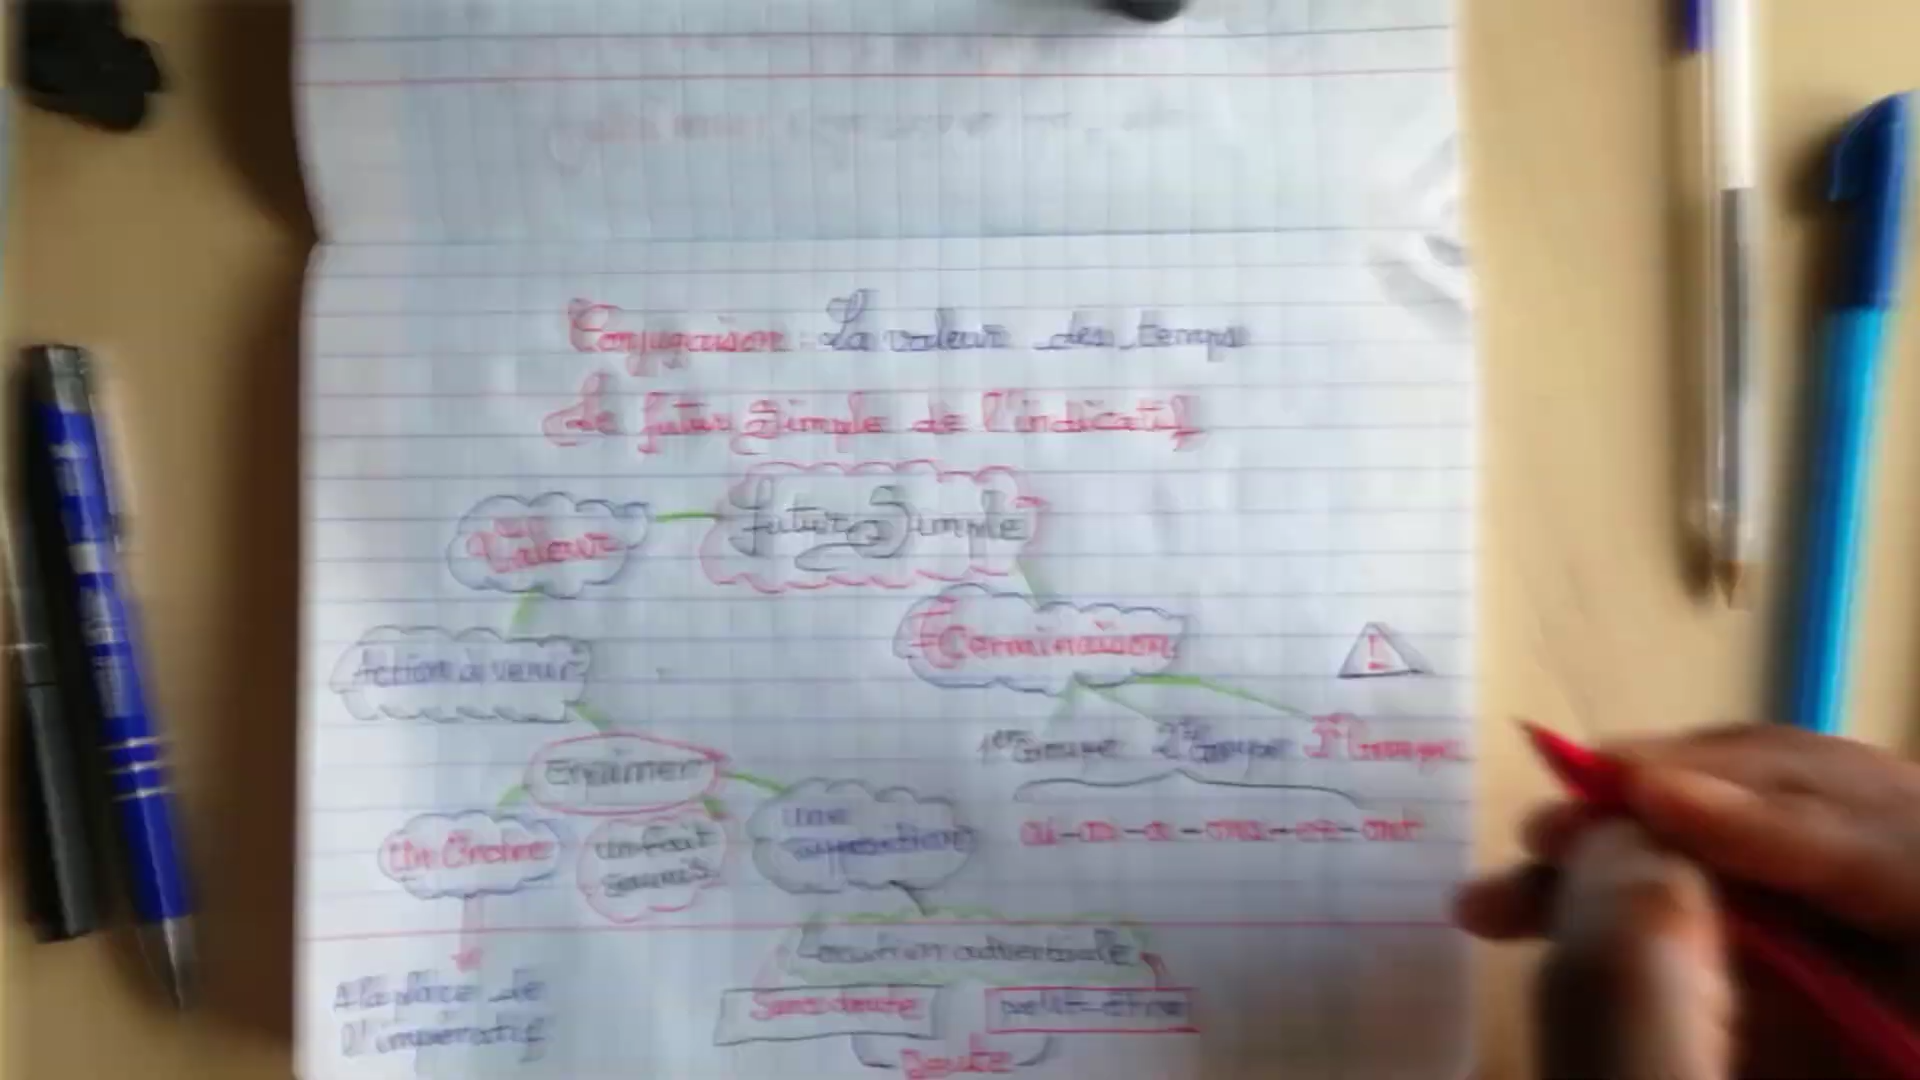 Conjugaison : La valeur des temps
Le futur Simple de l'indicatif
Futur Simple
Valeur
Terminaison
Action à venir
!
1er Groupe 2e Groupe 3e Groupe
Exprimer
ai - as - a - ons - ez - ont
Un Ordre
un fait
soumis
une
supposition
Locution adverbiale
A la place de
l'impératif
Sans doute
peut-être
Doute